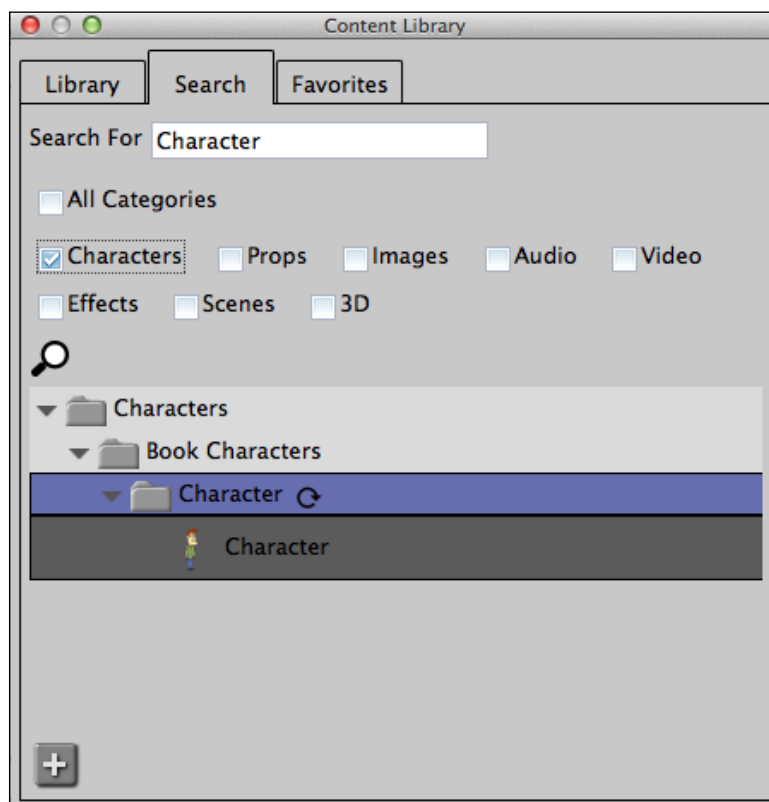 Content Library
Library Search Favorites
Search For Character
All Categories
Characters Props Images Audio Video
Effects Scenes 3D
Characters
Book Characters
Character
Character